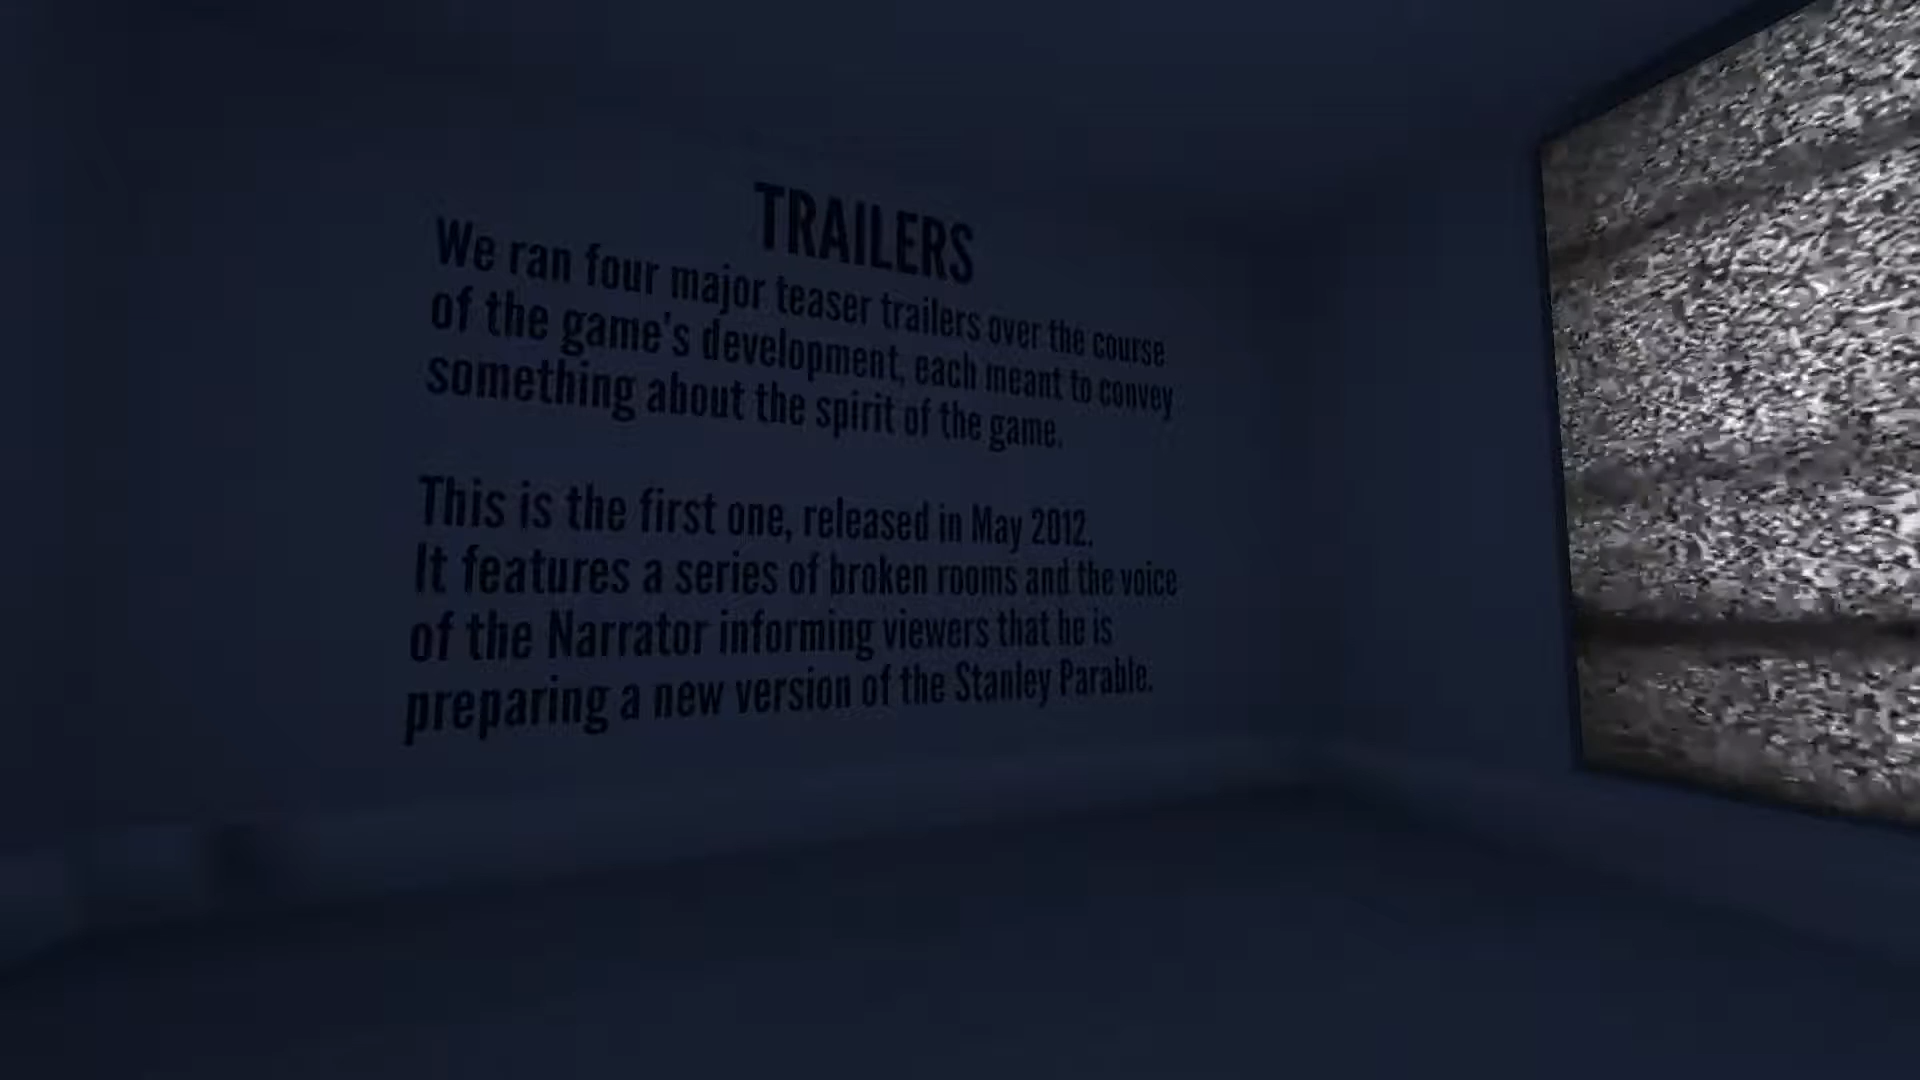 TRAILERS
We ran four major teaser trailers over the course
of the game's development, each meant to convey
something about the spirit of the game.
This is the first one, released in May 2012.
It features a series of broken rooms and the voice
of the Narrator informing viewers that he is
preparing a new version of the Stanley Parable.